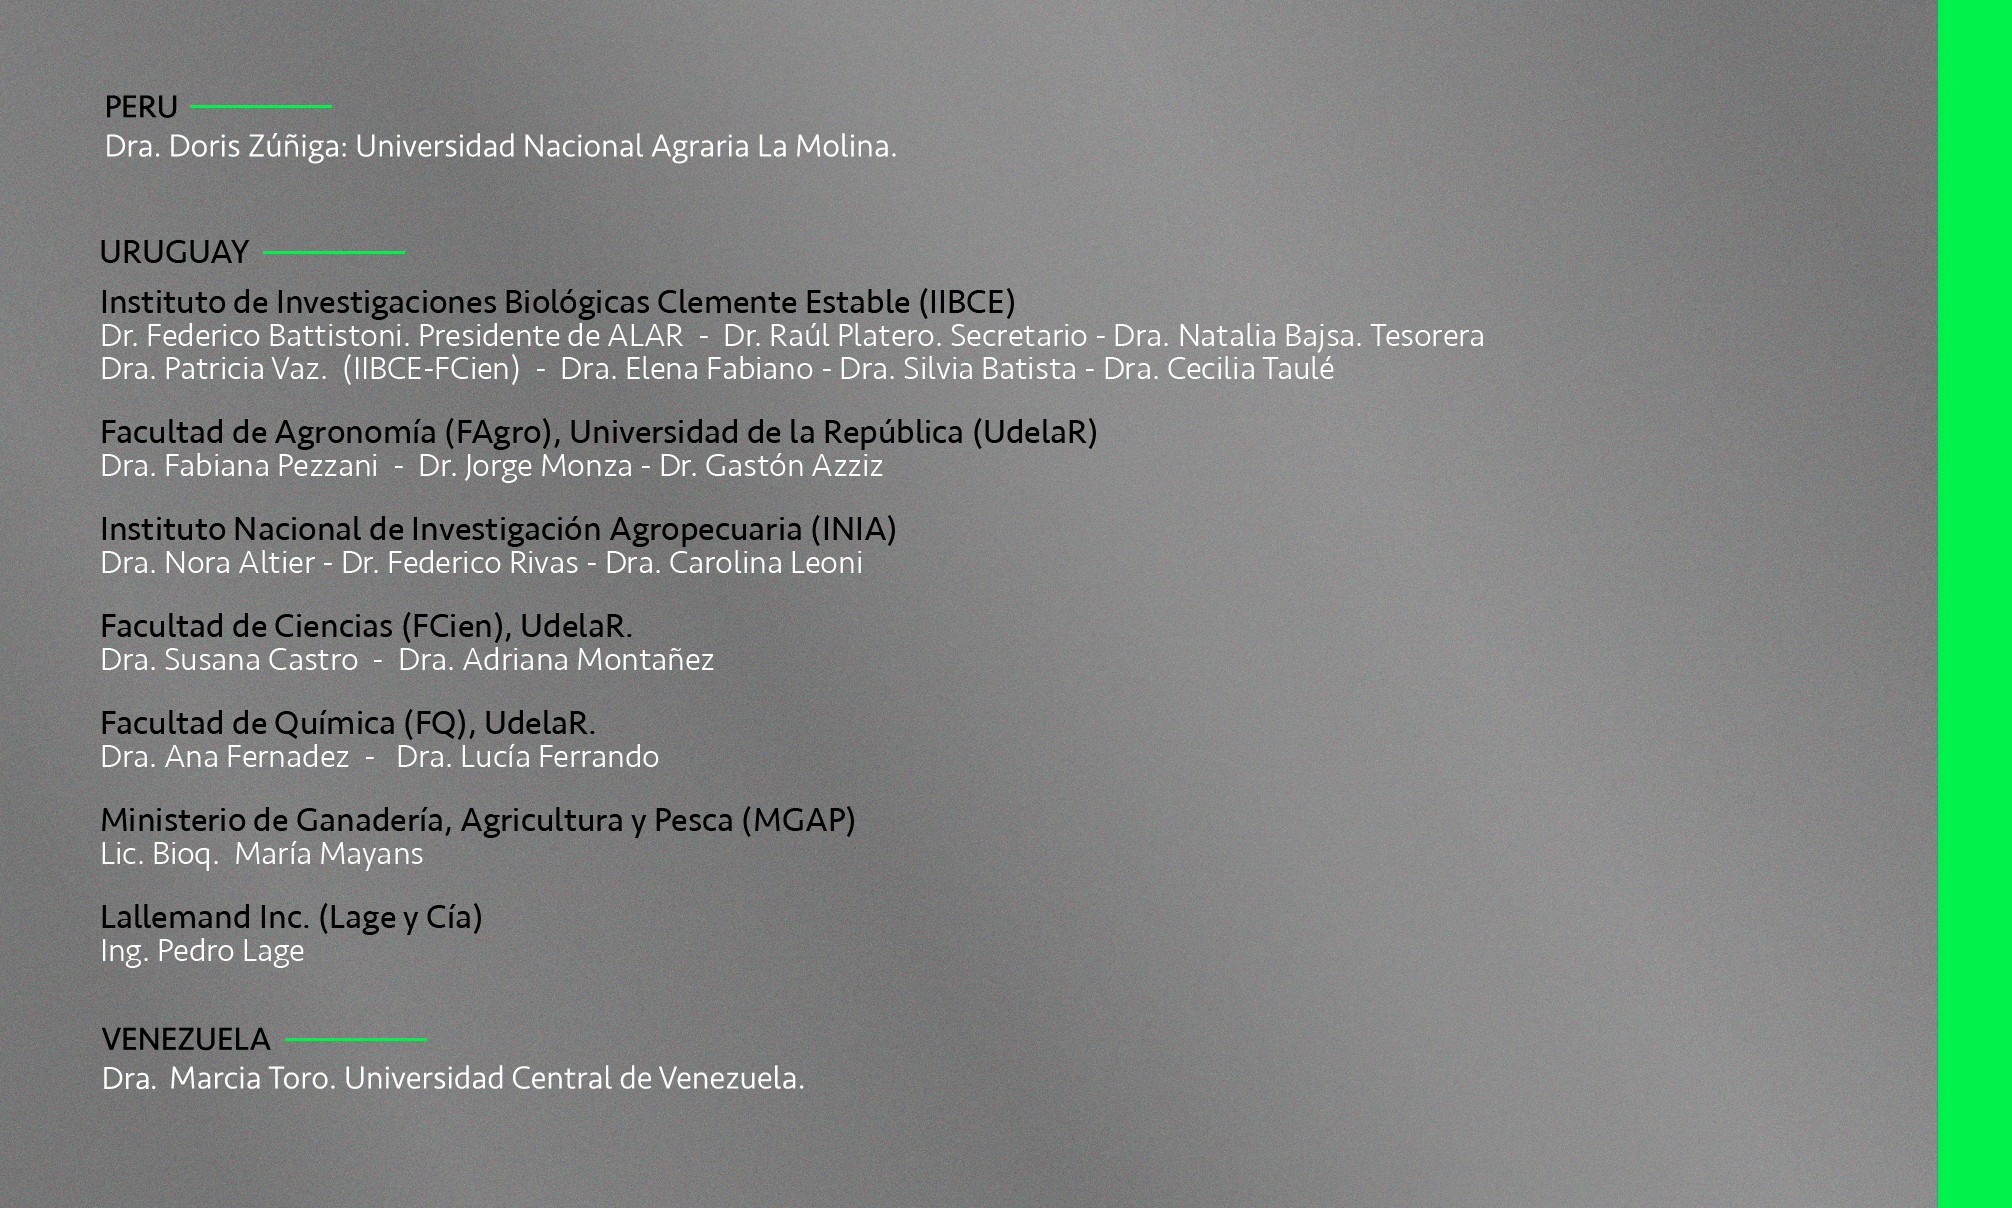 PERU
Dra. Doris Zúñiga: Universidad Nacional Agraria La Molina.
URUGUAY
Instituto de Investigaciones Biológicas Clemente Estable (IIBCE)
Dr. Federico Battistoni. Presidente de ALAR - Dr. Raúl Platero. Secretario - Dra. Natalia Bajsa. Tesorera
Dra. Patricia Vaz. (IIBCE-FCien) - Dra. Elena Fabiano - Dra. Silvia Batista - Dra. Cecilia Taulé
Facultad de Agronomía (FAgro), Universidad de la República (UdelaR)
Dra. Fabiana Pezzani - Dr. Jorge Monza - Dr. Gastón Azziz
Instituto Nacional de Investigación Agropecuaria (INIA)
Dra. Nora Altier - Dr. Federico Rivas - Dra. Carolina Leoni
Facultad de Ciencias (FCien), UdelaR.
Dra. Susana Castro - Dra. Adriana Montañez
Facultad de Química (FQ), UdelaR.
Dra. Ana Fernadez - Dra. Lucía Ferrando
Ministerio de Ganadería, Agricultura y Pesca (MGAP)
Lic. Bioq. María Mayans
Lallemand Inc. (Lage y Cía)
Ing. Pedro Lage
VENEZUELA
Dra. Marcia Toro. Universidad Central de Venezuela.